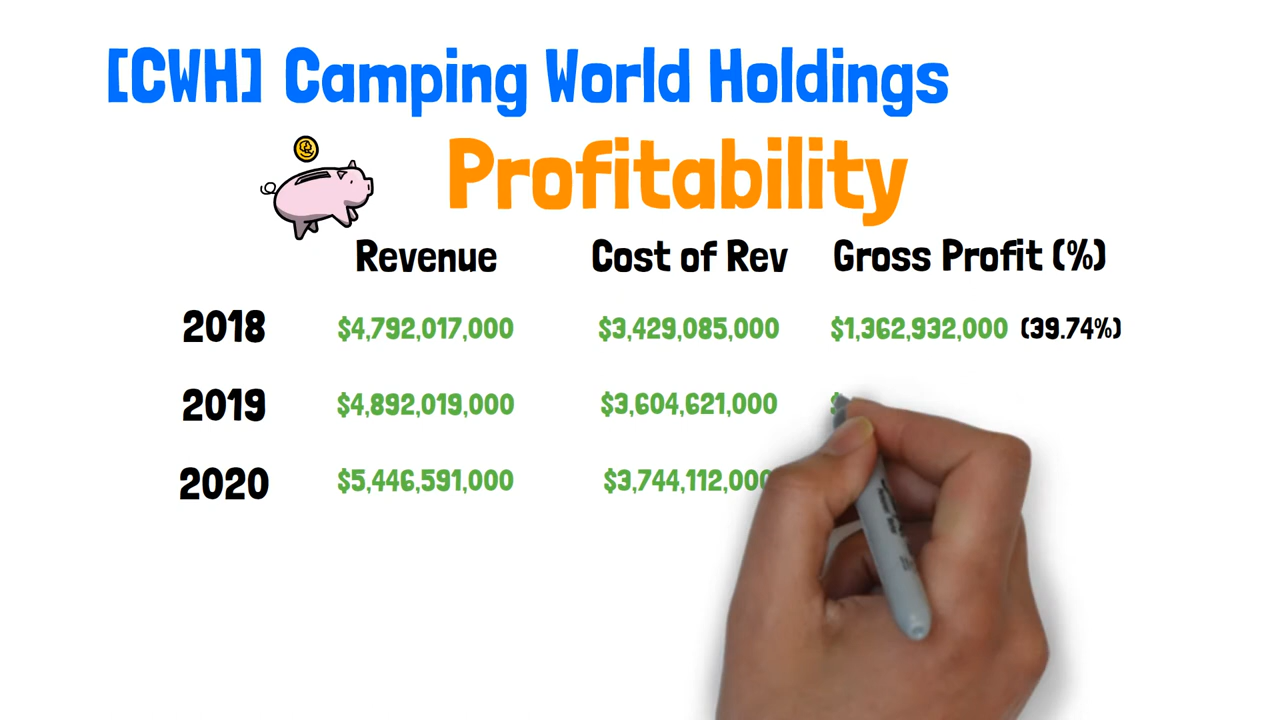 [CWH] Camping World Holdings
Profitability
Revenue Cost of Rev Gross Profit (%)
2018 $4,792,017,000 $3,429,085,000 $1,362,932,000 (39.74%)
2019 $4,892,019,000 $3,604,621,000 $
2020 $5,446,591,000 $3,744,112,000